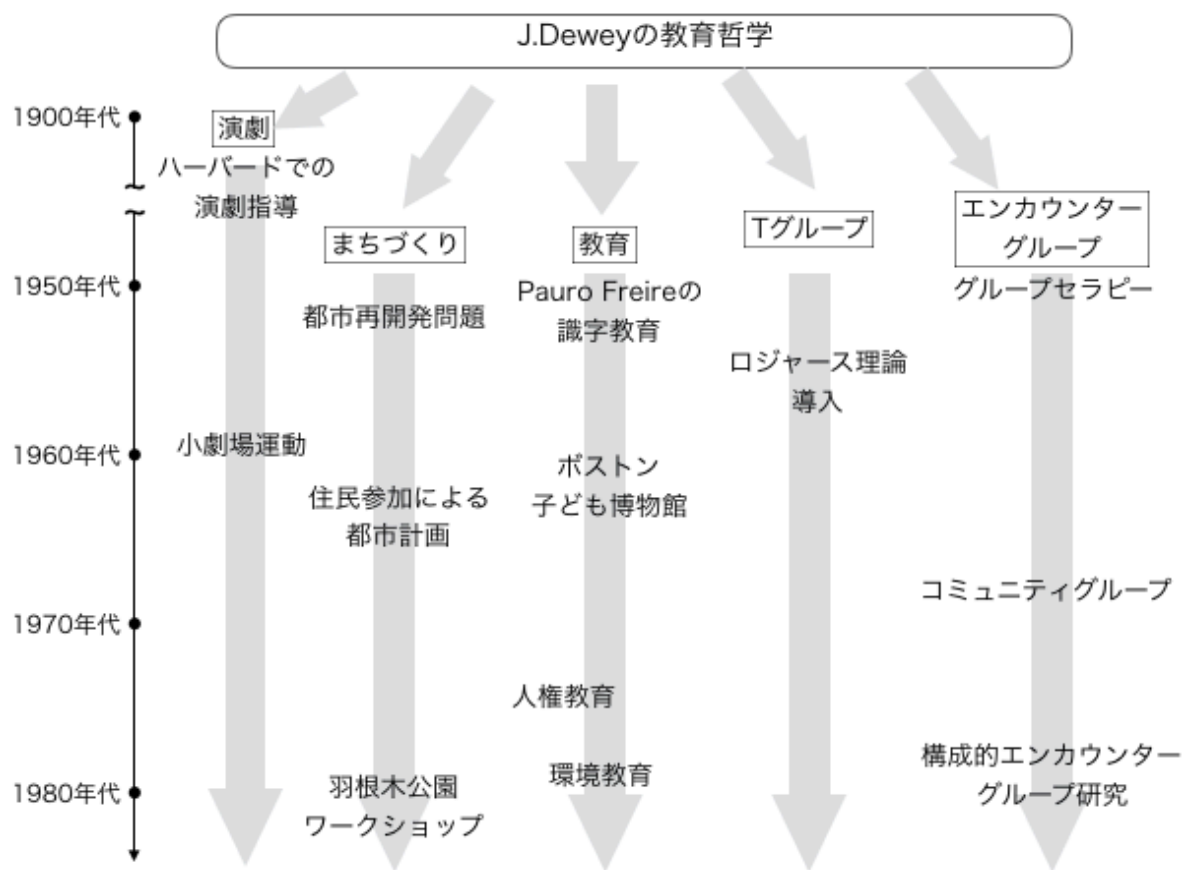 J.Deweyの教育哲学
1900年代
演劇
ハーバードでの
演劇指導
まちづくり
教育
Tグループ
エンカウンター
グループ
1950年代
都市再開発問題
Pauro Freireの
識字教育
グループセラピー
ロジャース理論
導入
1960年代
小劇場運動
住民参加による
都市計画
ボストン
子ども博物館
コミュニティグループ
1970年代
人権教育
環境教育
構成的エンカウンター
グループ研究
1980年代
羽根木公園
ワークショップ